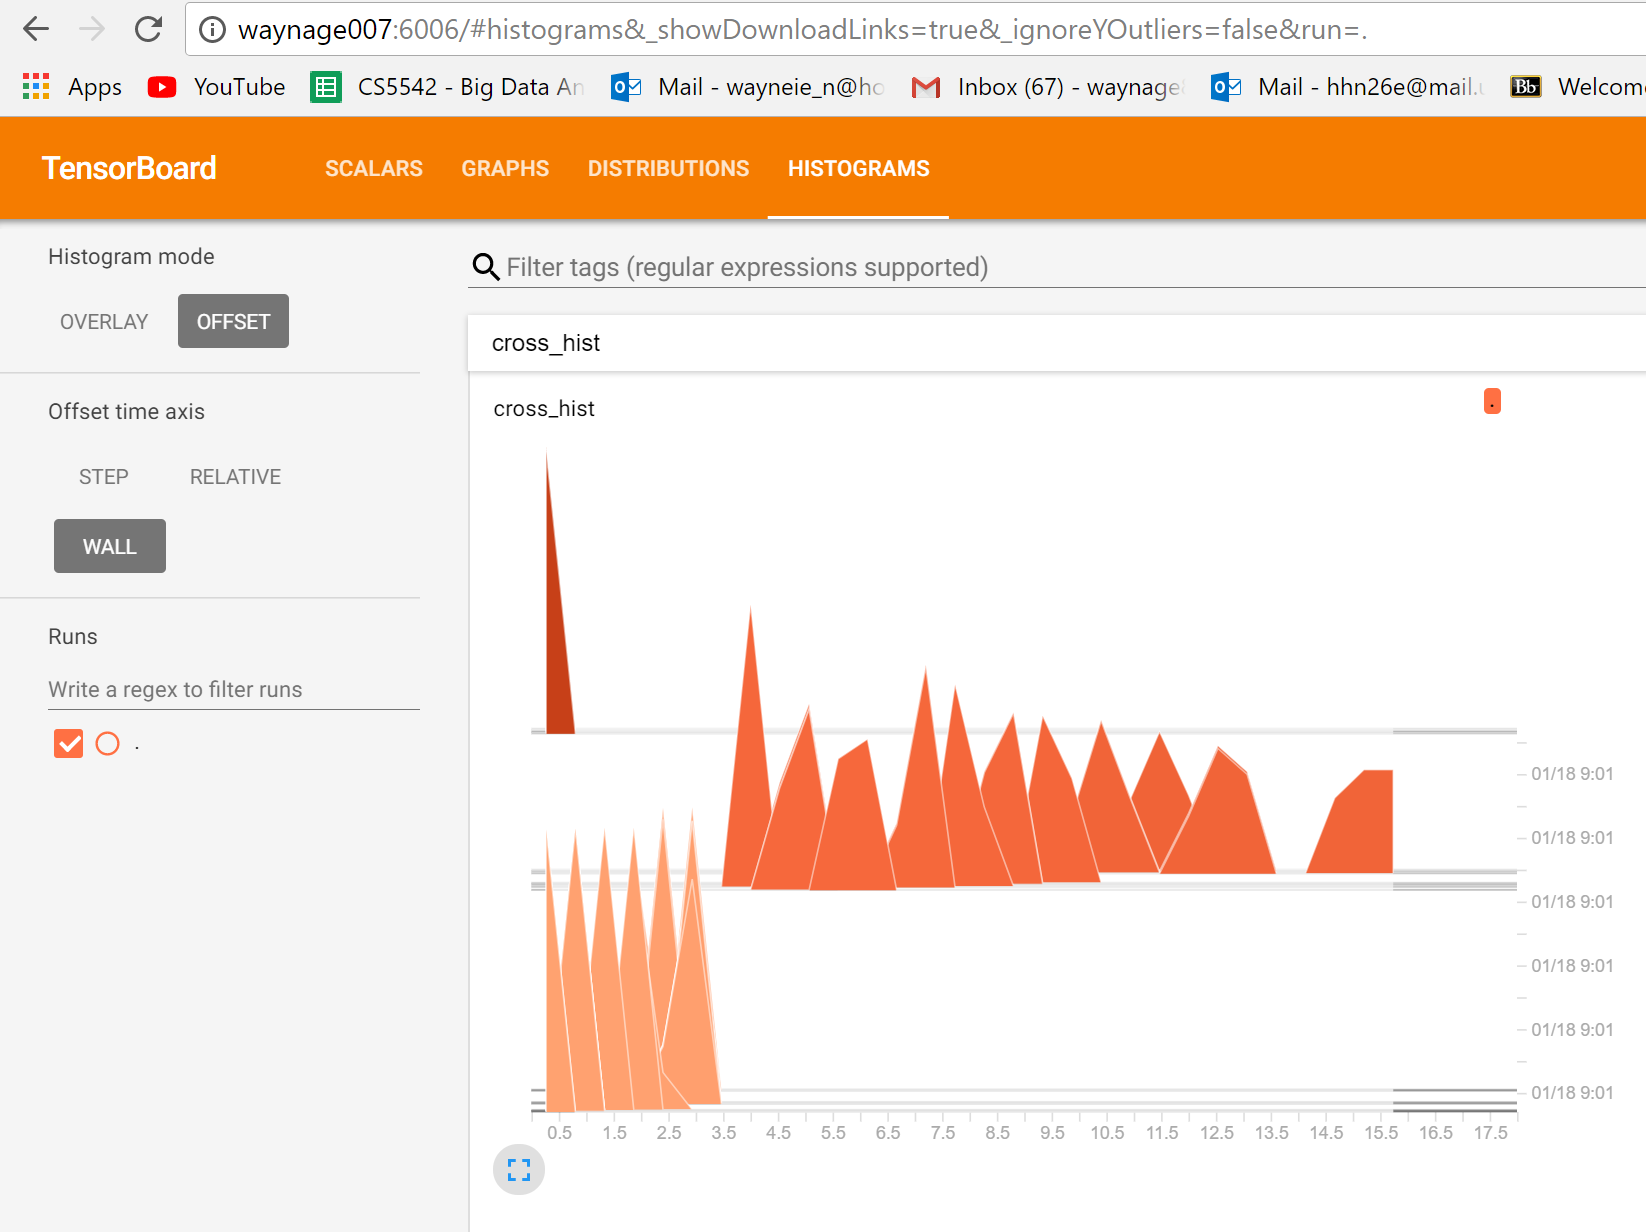 waynage007:6006/#histograms&_showDownloadLinks=true&_ignoreYOutliers=false&run=.
Apps YouTube CS5542 - Big Data An Mail - wayneie_n@ho Inbox (67) - waynage Mail - hhn26e@mail. Bb Welcom
TensorBoard SCALARS GRAPHS DISTRIBUTIONS HISTOGRAMS
Histogram mode
OVERLAY OFFSET
Offset time axis
STEP RELATIVE
WALL
Runs
Write a regex to filter runs
.
Filter tags (regular expressions supported)
cross_hist
cross_hist
.
01/18 9:01
01/18 9:01
01/18 9:01
01/18 9:01
01/18 9:01
01/18 9:01
0.5 1.5 2.5 3.5 4.5 5.5 6.5 7.5 8.5 9.5 10.5 11.5 12.5 13.5 14.5 15.5 16.5 17.5